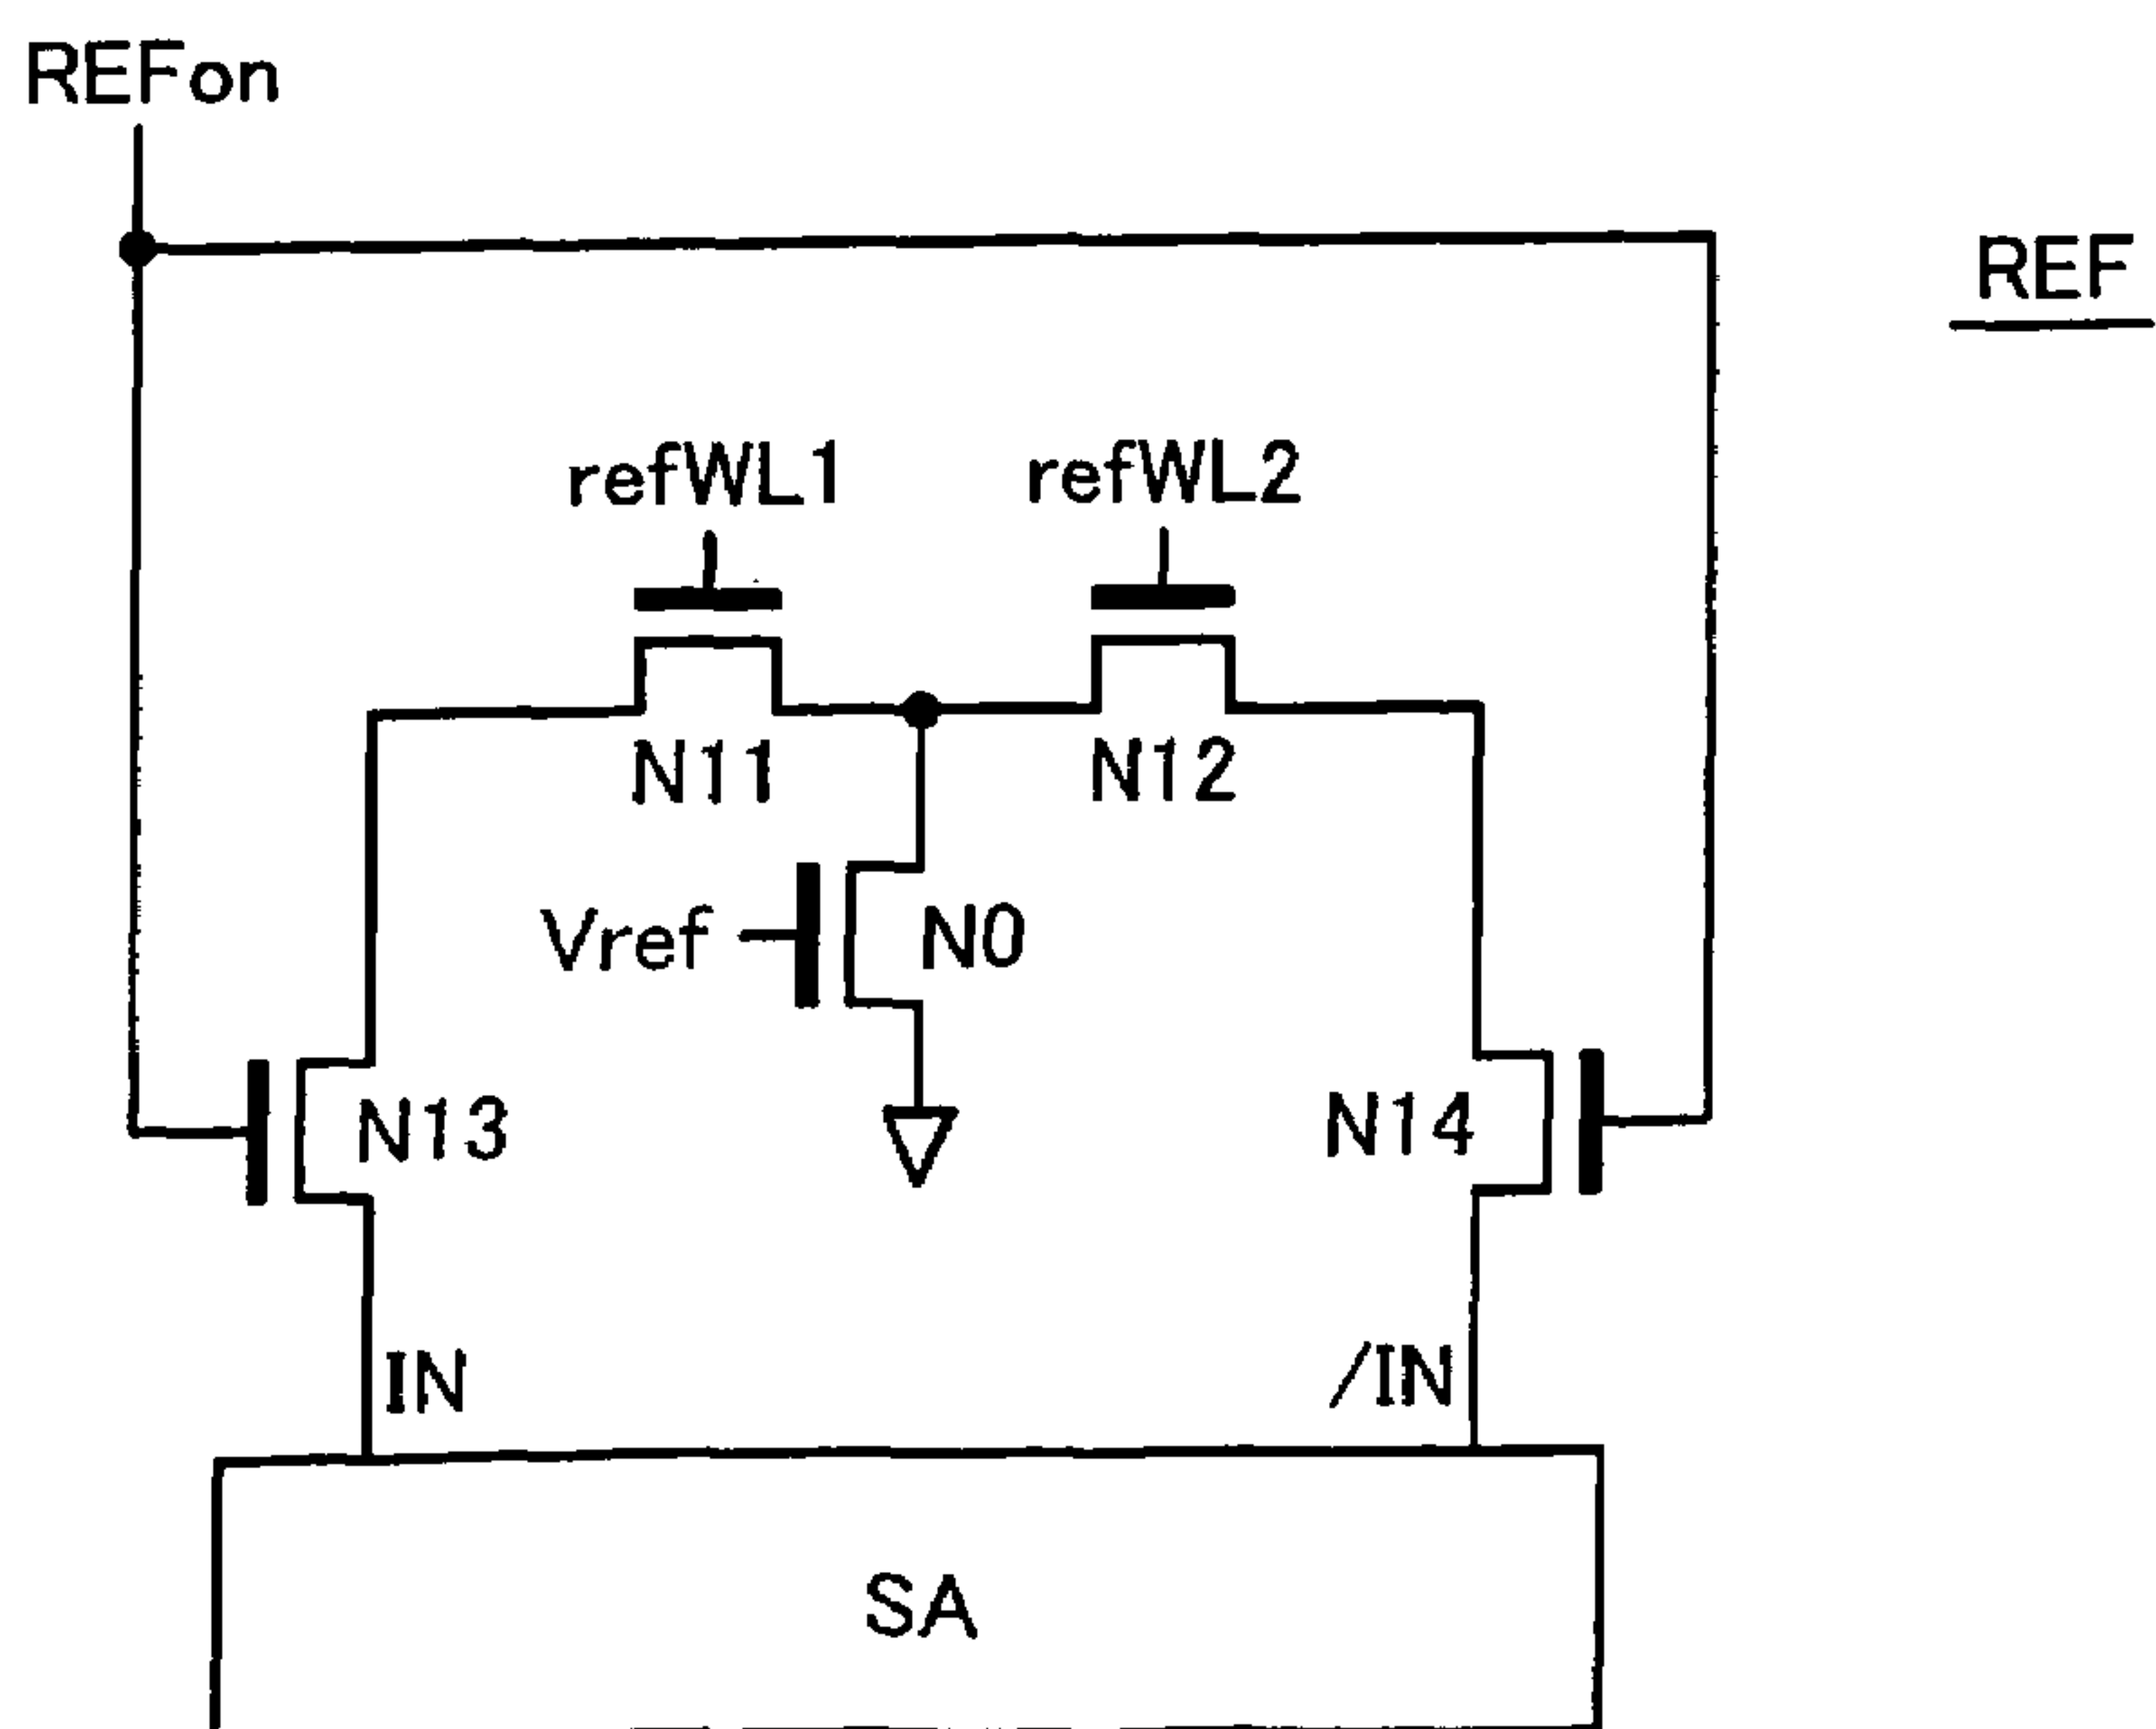 REFon
REF
refWL1 refWL2
N11 N12
Vref N0
N13 N14
IN /IN
SA